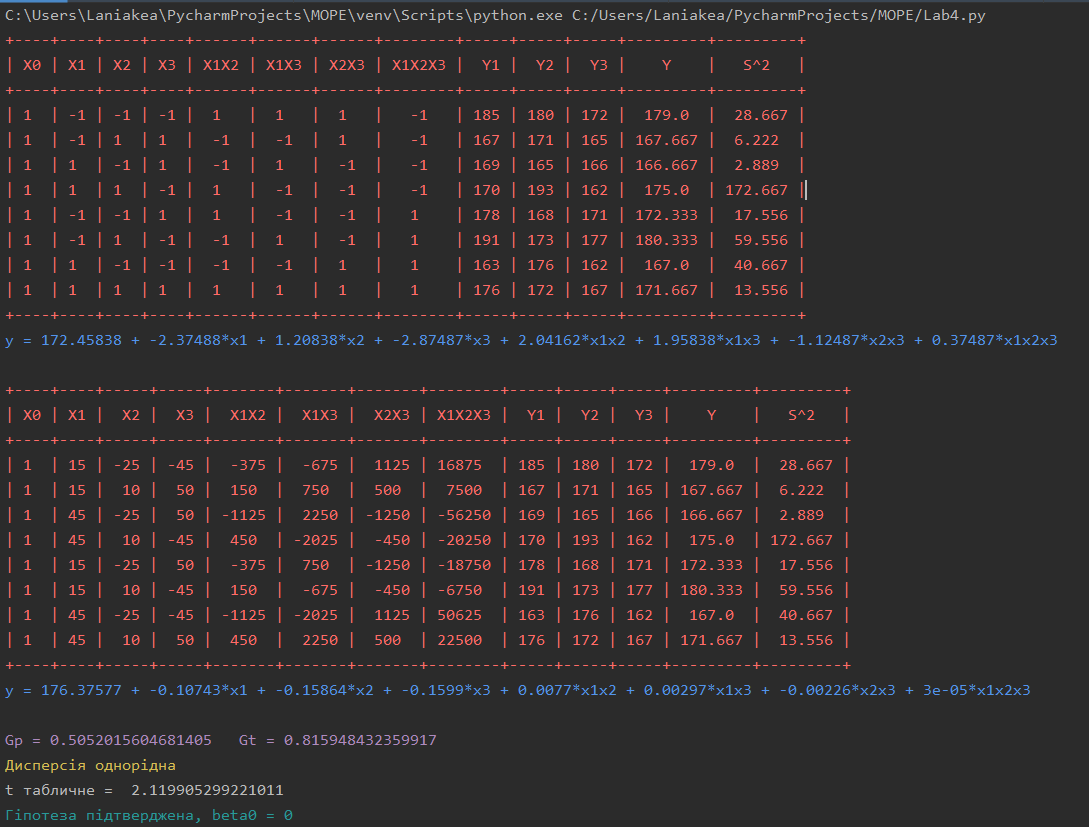 C:\Users\Laniakea\PycharmProjects\MOPE\venv\Scripts\python.exe C:/Users/Laniakea/PycharmProjects/MOPE/Lab4.py
+----+----+-----+----+------+------+------+--------+-----+-----+-----+---------+---------+
| X0 | X1 | X2 | X3 | X1X2 | X1X3 | X2X3 | X1X2X3 | Y1 | Y2 | Y3 | Y | S^2 |
+----+----+-----+----+------+------+------+--------+-----+-----+-----+---------+---------+
| 1 | -1 | -1 | -1 | 1 | 1 | 1 | -1 | 185 | 180 | 172 | 179.0 | 28.667 |
| 1 | -1 | 1 | 1 | -1 | -1 | 1 | -1 | 167 | 171 | 165 | 167.667 | 6.222 |
| 1 | 1 | -1 | 1 | -1 | 1 | -1 | -1 | 169 | 165 | 166 | 166.667 | 2.889 |
| 1 | 1 | 1 | -1 | 1 | -1 | -1 | -1 | 170 | 193 | 162 | 175.0 | 172.667 |
| 1 | -1 | -1 | 1 | 1 | -1 | -1 | 1 | 178 | 168 | 171 | 172.333 | 17.556 |
| 1 | -1 | 1 | -1 | -1 | 1 | -1 | 1 | 191 | 173 | 177 | 180.333 | 59.556 |
| 1 | 1 | -1 | -1 | -1 | -1 | 1 | 1 | 163 | 176 | 162 | 167.0 | 40.667 |
| 1 | 1 | 1 | 1 | 1 | 1 | 1 | 1 | 176 | 172 | 167 | 171.667 | 13.556 |
+----+----+-----+----+------+------+------+--------+-----+-----+-----+---------+---------+
y = 172.45838 + -2.37488*x1 + 1.20838*x2 + -2.87487*x3 + 2.04162*x1x2 + 1.95838*x1x3 + -1.12487*x2x3 + 0.37487*x1x2x3
+----+----+-----+-----+-------+-------+-------+--------+-----+-----+-----+---------+---------+
| X0 | X1 | X2 | X3 | X1X2 | X1X3 | X2X3 | X1X2X3 | Y1 | Y2 | Y3 | Y | S^2 |
+----+----+-----+-----+-------+-------+-------+--------+-----+-----+-----+---------+---------+
| 1 | 15 | -25 | -45 | -375 | -675 | 1125 | 16875 | 185 | 180 | 172 | 179.0 | 28.667 |
| 1 | 15 | 10 | 50 | 150 | 750 | 500 | 7500 | 167 | 171 | 165 | 167.667 | 6.222 |
| 1 | 45 | -25 | 50 | -1125 | 2250 | -1250 | -56250 | 169 | 165 | 166 | 166.667 | 2.889 |
| 1 | 45 | 10 | -45 | 450 | -2025 | -450 | -20250 | 170 | 193 | 162 | 175.0 | 172.667 |
| 1 | 15 | -25 | 50 | -375 | 750 | -1250 | -18750 | 178 | 168 | 171 | 172.333 | 17.556 |
| 1 | 15 | 10 | -45 | 150 | -675 | -450 | -6750 | 191 | 173 | 177 | 180.333 | 59.556 |
| 1 | 45 | -25 | -45 | -1125 | -2025 | 1125 | 50625 | 163 | 176 | 162 | 167.0 | 40.667 |
| 1 | 45 | 10 | 50 | 450 | 2250 | 500 | 22500 | 176 | 172 | 167 | 171.667 | 13.556 |
+----+----+-----+-----+-------+-------+-------+--------+-----+-----+-----+---------+---------+
y = 176.37577 + -0.10743*x1 + -0.15864*x2 + -0.1599*x3 + 0.0077*x1x2 + 0.00297*x1x3 + -0.00226*x2x3 + 3e-05*x1x2x3
Gp = 0.5052015604681405 Gt = 0.815948432359917
Дисперсія однорідна
t табличне = 2.119905299221011
Гіпотеза підтверджена, beta0 = 0